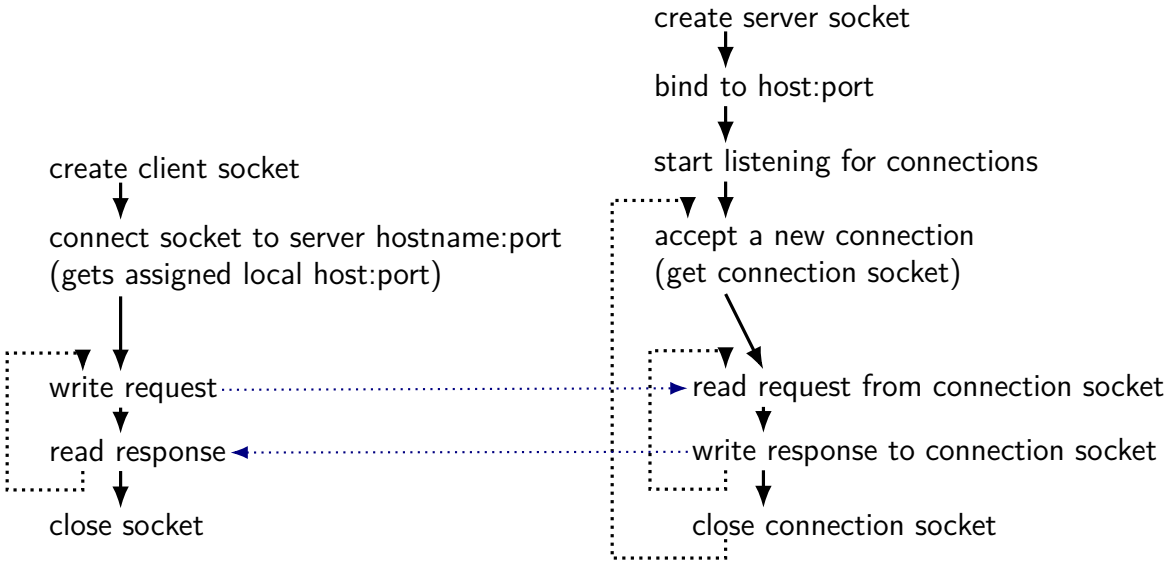 create client socket
connect socket to server hostname:port
(gets assigned local host:port)
write request
read response
close socket
create server socket
bind to host:port
start listening for connections
accept a new connection
(get connection socket)
read request from connection socket
write response to connection socket
close connection socket